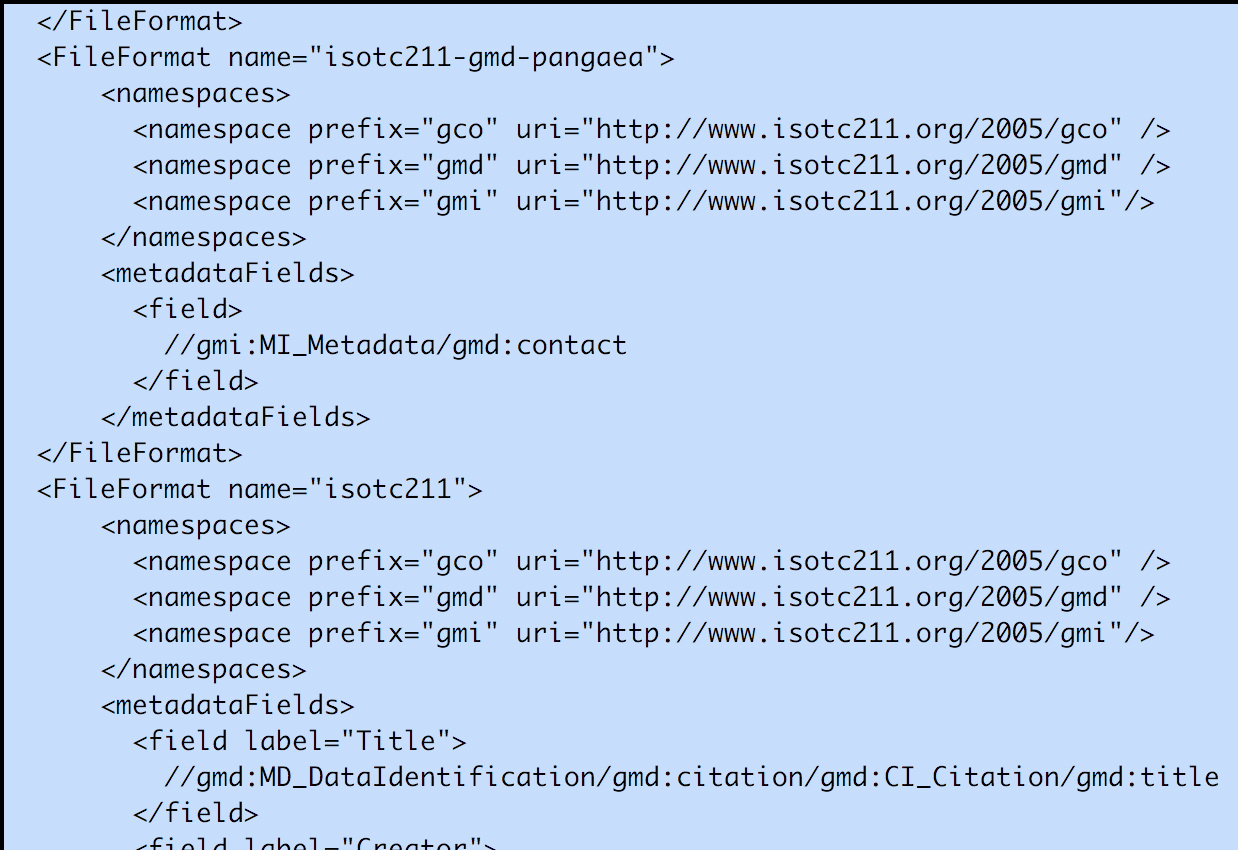 </FileFormat>
<FileFormat name="isotc211-gmd-pangaea">
<namespaces>
<namespace prefix="gco" uri="http://www.isotc211.org/2005/gco" />
<namespace prefix="gmd" uri="http://www.isotc211.org/2005/gmd" />
<namespace prefix="gmi" uri="http://www.isotc211.org/2005/gmi"/>
</namespaces>
<metadataFields>
<field>
//gmi:MI_Metadata/gmd:contact
</field>
</metadataFields>
</FileFormat>
<FileFormat name="isotc211">
<namespaces>
<namespace prefix="gco" uri="http://www.isotc211.org/2005/gco" />
<namespace prefix="gmd" uri="http://www.isotc211.org/2005/gmd" />
<namespace prefix="gmi" uri="http://www.isotc211.org/2005/gmi"/>
</namespaces>
<metadataFields>
<field label="Title">
//gmd:MD_DataIdentification/gmd:citation/gmd:CI_Citation/gmd:title
</field>
<field label="Creator">